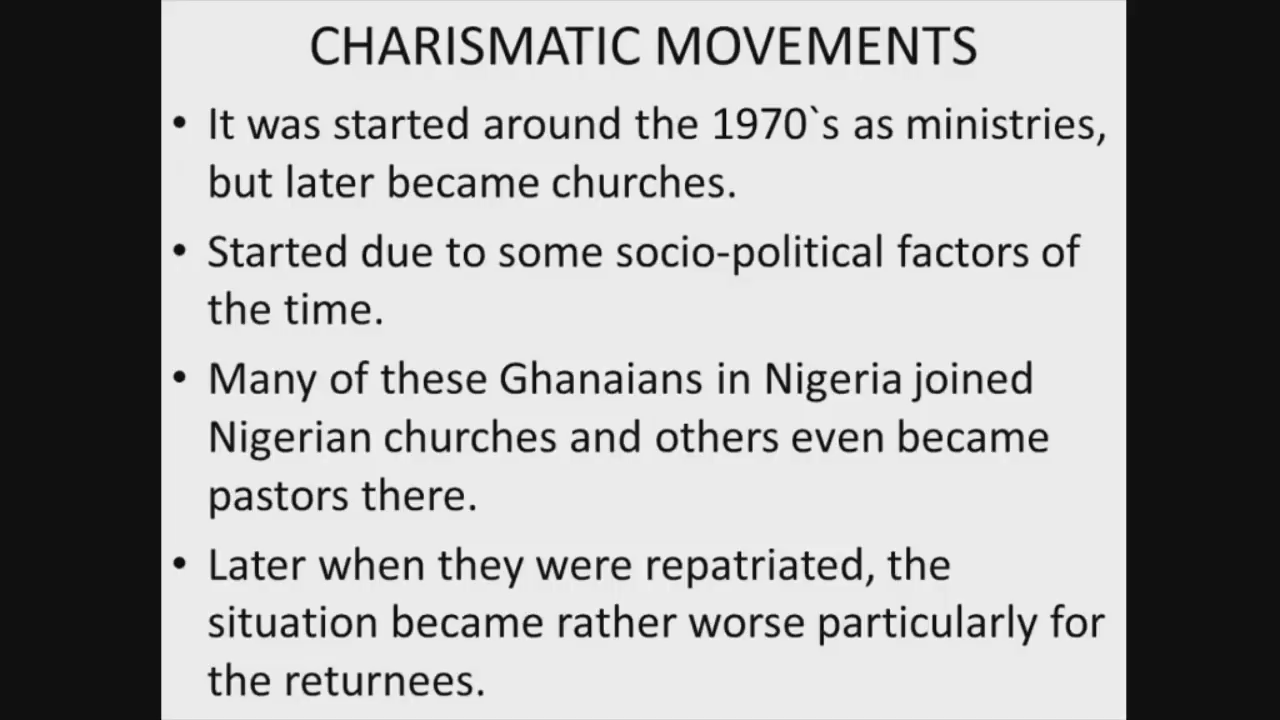 CHARISMATIC MOVEMENTS
• It was started around the 1970`s as ministries,
but later became churches.
• Started due to some socio-political factors of
the time.
• Many of these Ghanaians in Nigeria joined
Nigerian churches and others even became
pastors there.
• Later when they were repatriated, the
situation became rather worse particularly for
the returnees.